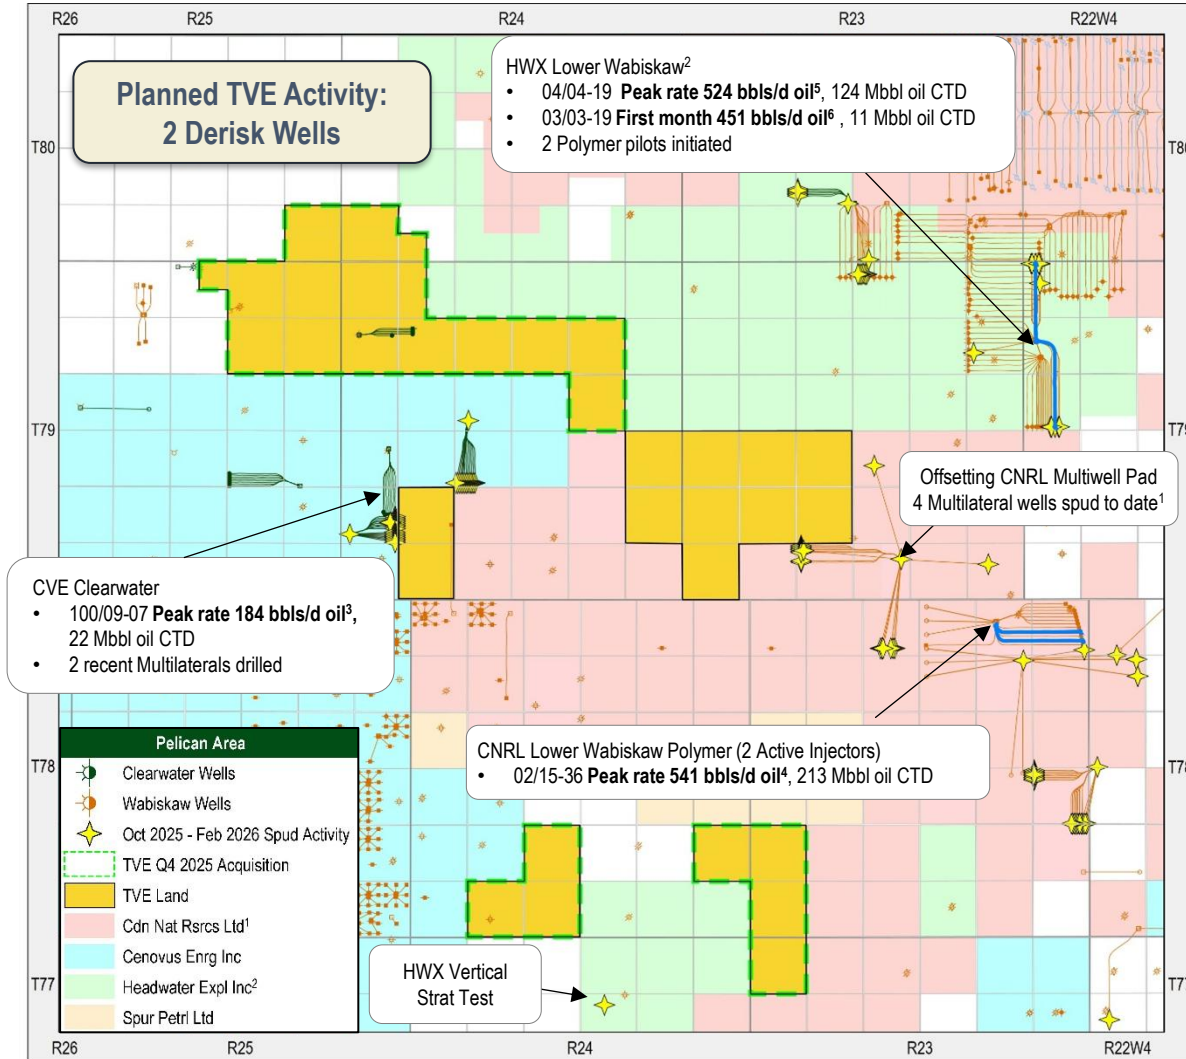 R26 R25 R24 R23 R22W4
Planned TVE Activity:
2 Derisk Wells
HWX Lower Wabiskaw²
• 04/04-19 Peak rate 524 bbls/d oil⁵, 124 Mbbl oil CTD
• 03/03-19 First month 451 bbls/d oil⁶ , 11 Mbbl oil CTD
• 2 Polymer pilots initiated
T80 T80
T79 T79
Offsetting CNRL Multiwell Pad
4 Multilateral wells spud to date¹
CVE Clearwater
• 100/09-07 Peak rate 184 bbls/d oil³,
22 Mbbl oil CTD
• 2 recent Multilaterals drilled
CNRL Lower Wabiskaw Polymer (2 Active Injectors)
• 02/15-36 Peak rate 541 bbls/d oil⁴, 213 Mbbl oil CTD
T78
Pelican Area
Clearwater Wells
Wabiskaw Wells
Oct 2025 - Feb 2026 Spud Activity
TVE Q4 2025 Acquisition
TVE Land
Cdn Nat Rsrcs Ltd¹
Cenovus Enrg Inc
Headwater Expl Inc²
Spur Petrl Ltd
HWX Vertical
Strat Test
T77 T77
R26 R25 R24 R23 R22W4